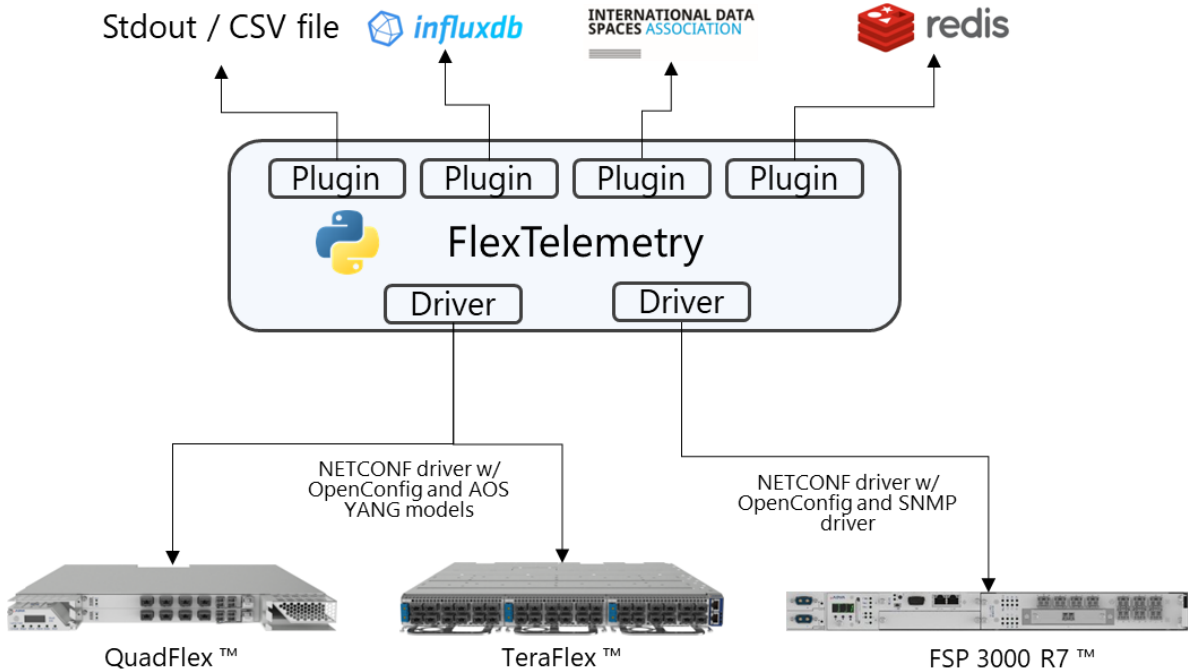 Stdout / CSV file
influxdb
INTERNATIONAL DATA
SPACES ASSOCIATION
redis
Plugin
Plugin
Plugin
Plugin
FlexTelemetry
Driver
Driver
NETCONF driver w/
OpenConfig and AOS
YANG models
NETCONF driver w/
OpenConfig and SNMP
driver
QuadFlex ™
TeraFlex ™
FSP 3000 R7 ™